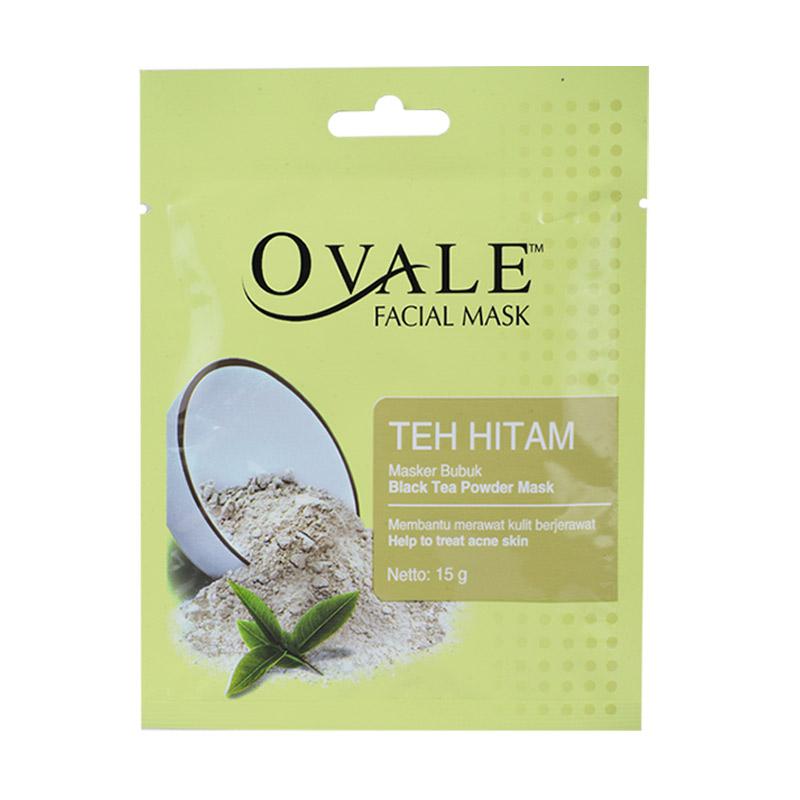 OVALE™
FACIAL MASK
TEH HITAM
Masker Bubuk
Black Tea Powder Mask
Membantu merawat kulit berjerawat
Help to treat acne skin
Netto: 15 g